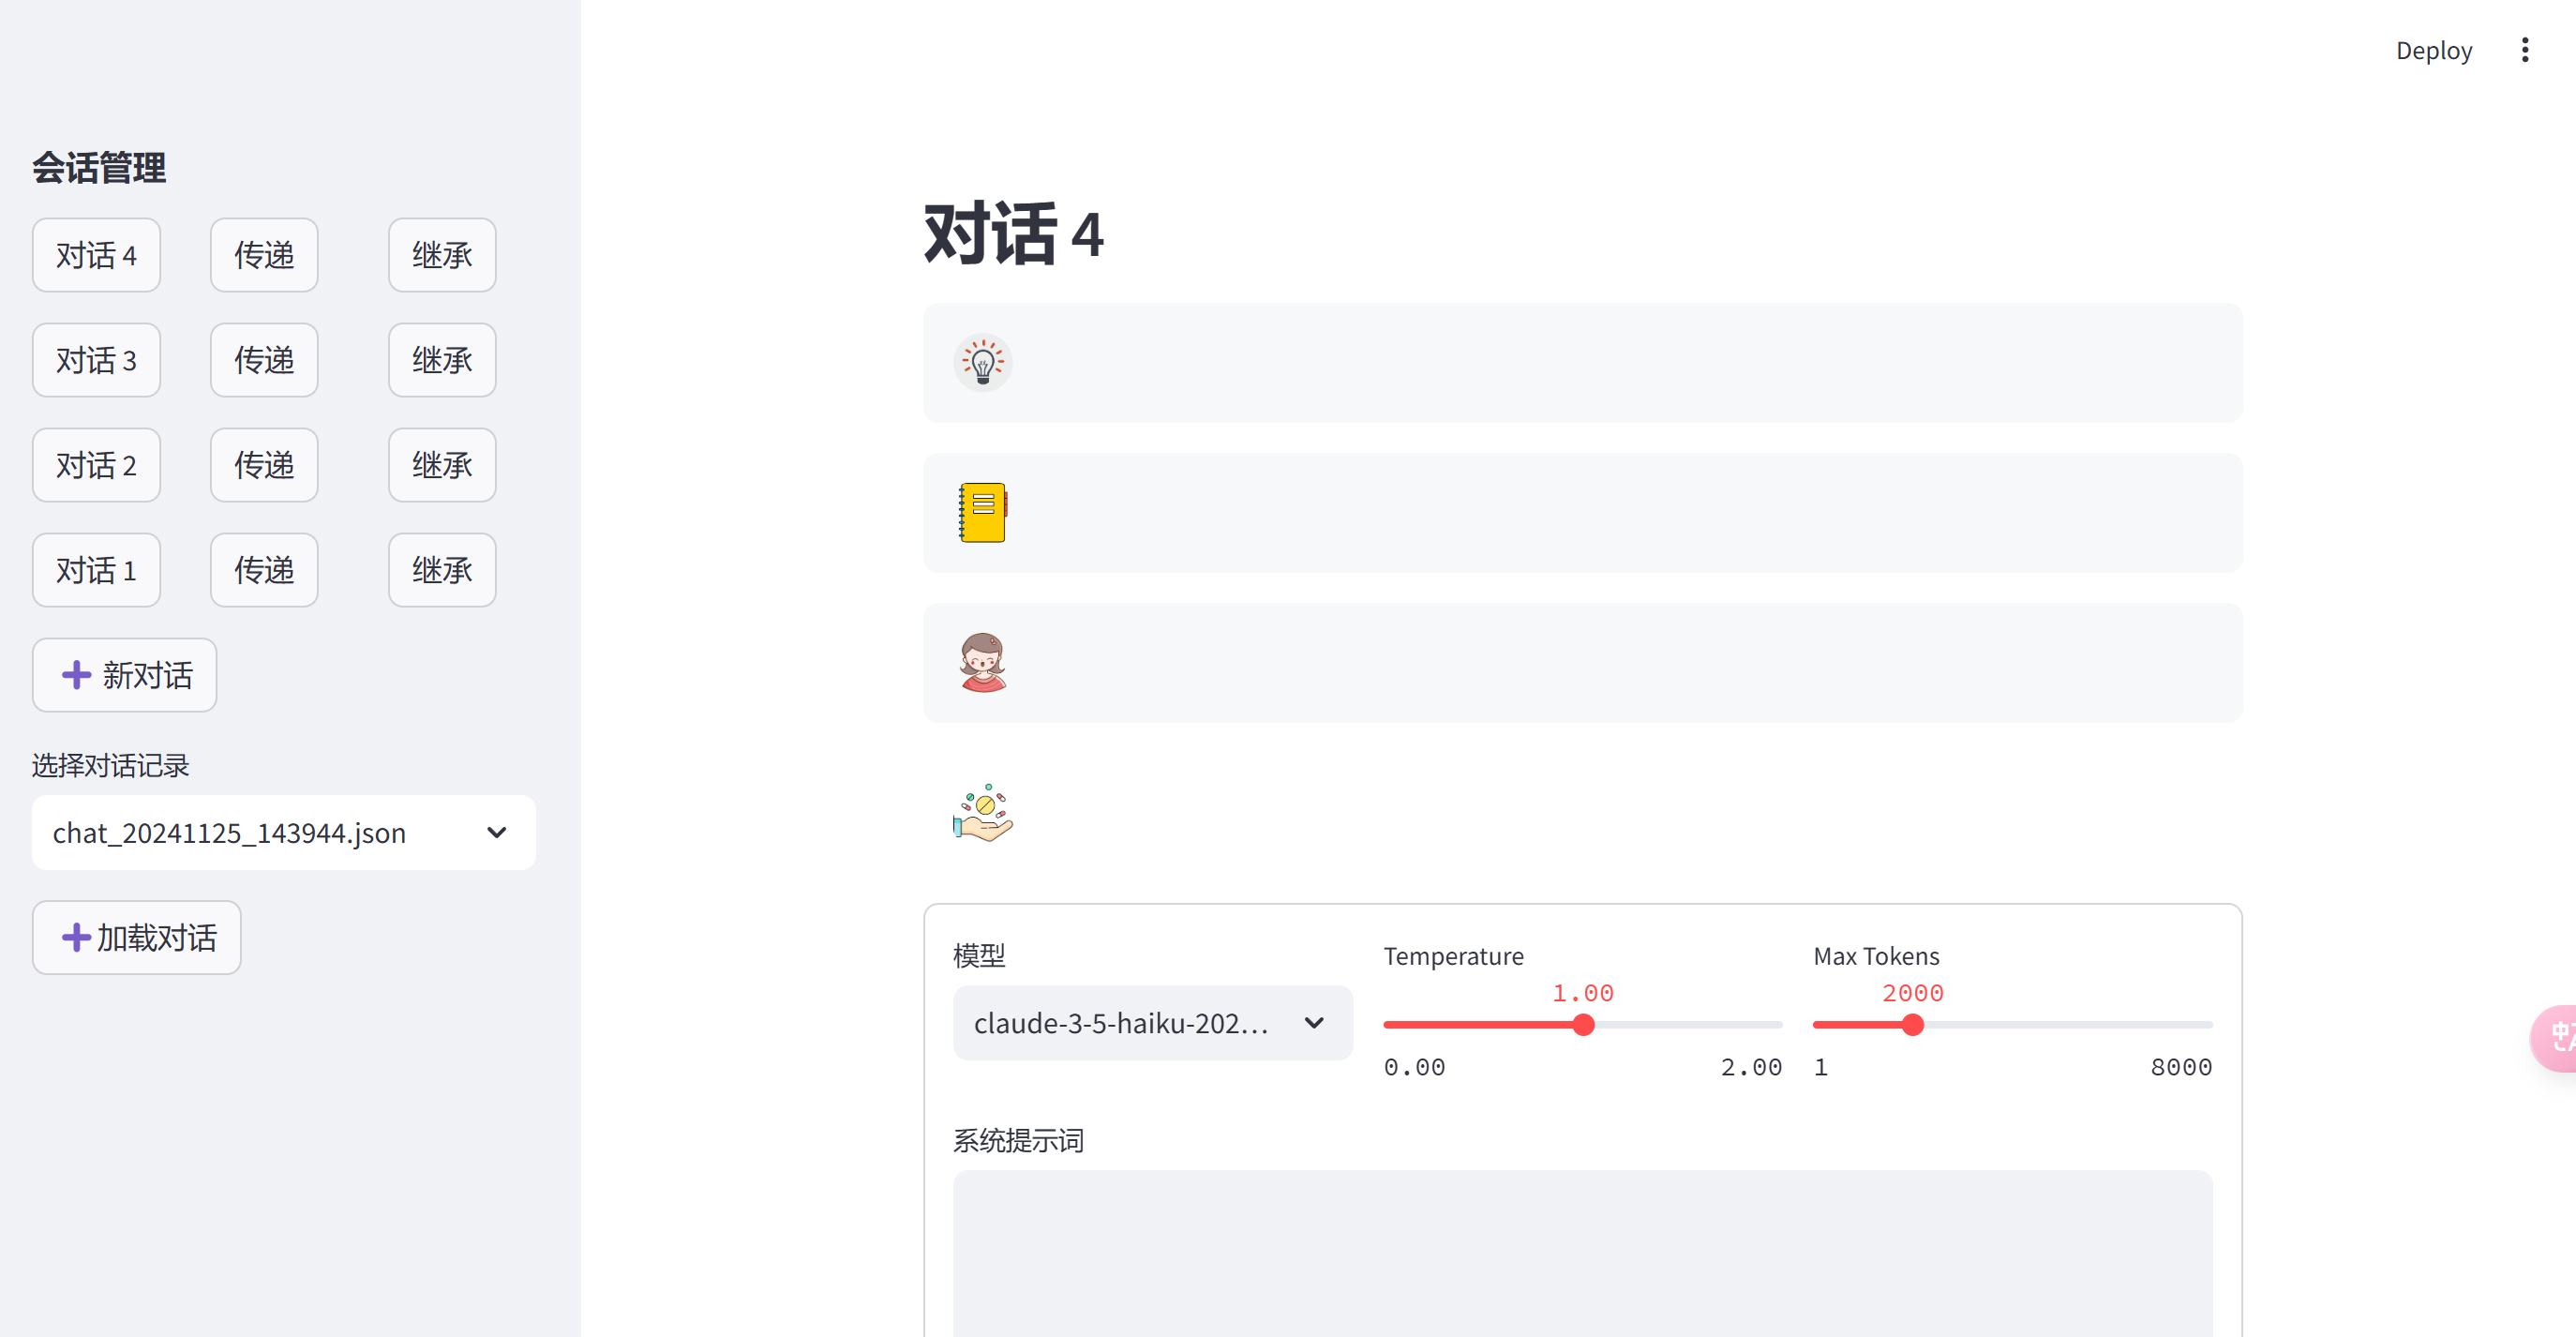 Deploy
会话管理
对话 4 传递 继承
对话 3 传递 继承
对话 2 传递 继承
对话 1 传递 继承
新对话
选择对话记录
chat_20241125_143944.json
加载对话
对话 4
模型 Temperature Max Tokens
1.00 2000
claude-3-5-haiku-202...
0.00 2.00 1 8000
系统提示词